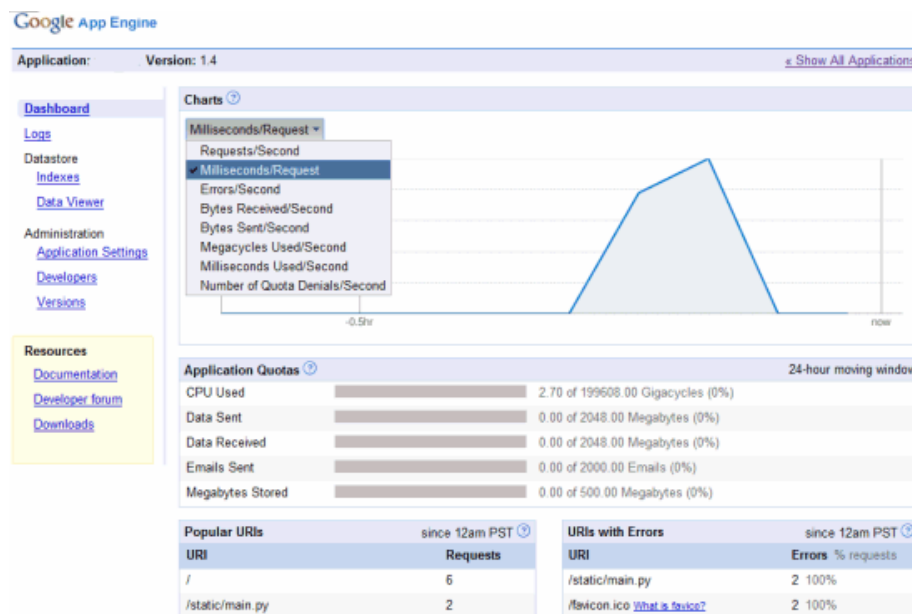 Google App Engine
Application: Version: 1.4 « Show All Applications
Dashboard
Logs
Datastore
Indexes
Data Viewer
Administration
Application Settings
Developers
Versions
Resources
Documentation
Developer forum
Downloads
Charts ?
Milliseconds/Request
Requests/Second
Milliseconds/Request
Errors/Second
Bytes Received/Second
Bytes Sent/Second
Megacycles Used/Second
Milliseconds Used/Second
Number of Quota Denials/Second
-0.5hr now
Application Quotas ? 24-hour moving window
CPU Used 2.70 of 199608.00 Gigacycles (0%)
Data Sent 0.00 of 2048.00 Megabytes (0%)
Data Received 0.00 of 2048.00 Megabytes (0%)
Emails Sent 0.00 of 2000.00 Emails (0%)
Megabytes Stored 0.00 of 500.00 Megabytes (0%)
Popular URIs since 12am PST ?
URI Requests
/ 6
/static/main.py 2
URIs with Errors since 12am PST ?
URI Errors % requests
/static/main.py 2 100%
/favicon.ico What is favico? 2 100%